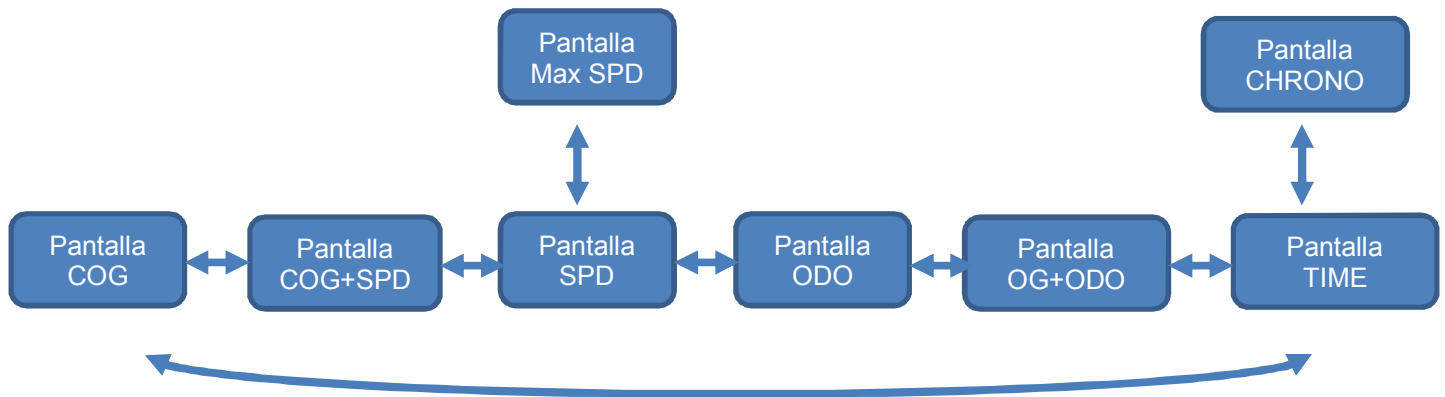 Pantalla
Max SPD
Pantalla
CHRONO
Pantalla
COG
Pantalla
COG+SPD
Pantalla
SPD
Pantalla
ODO
Pantalla
OG+ODO
Pantalla
TIME